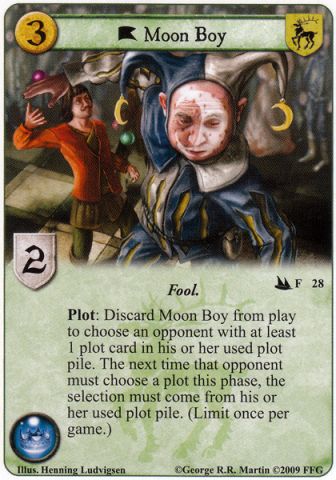 3
Moon Boy
2
Fool.
F 28
Plot: Discard Moon Boy from play
to choose an opponent with at least
1 plot card in his or her used plot
pile. The next time that opponent
must choose a plot this phase, the
selection must come from his or
her used plot pile. (Limit once per
game.)
Illus. Henning Ludvigsen ©George R.R. Martin ©2009 FFG